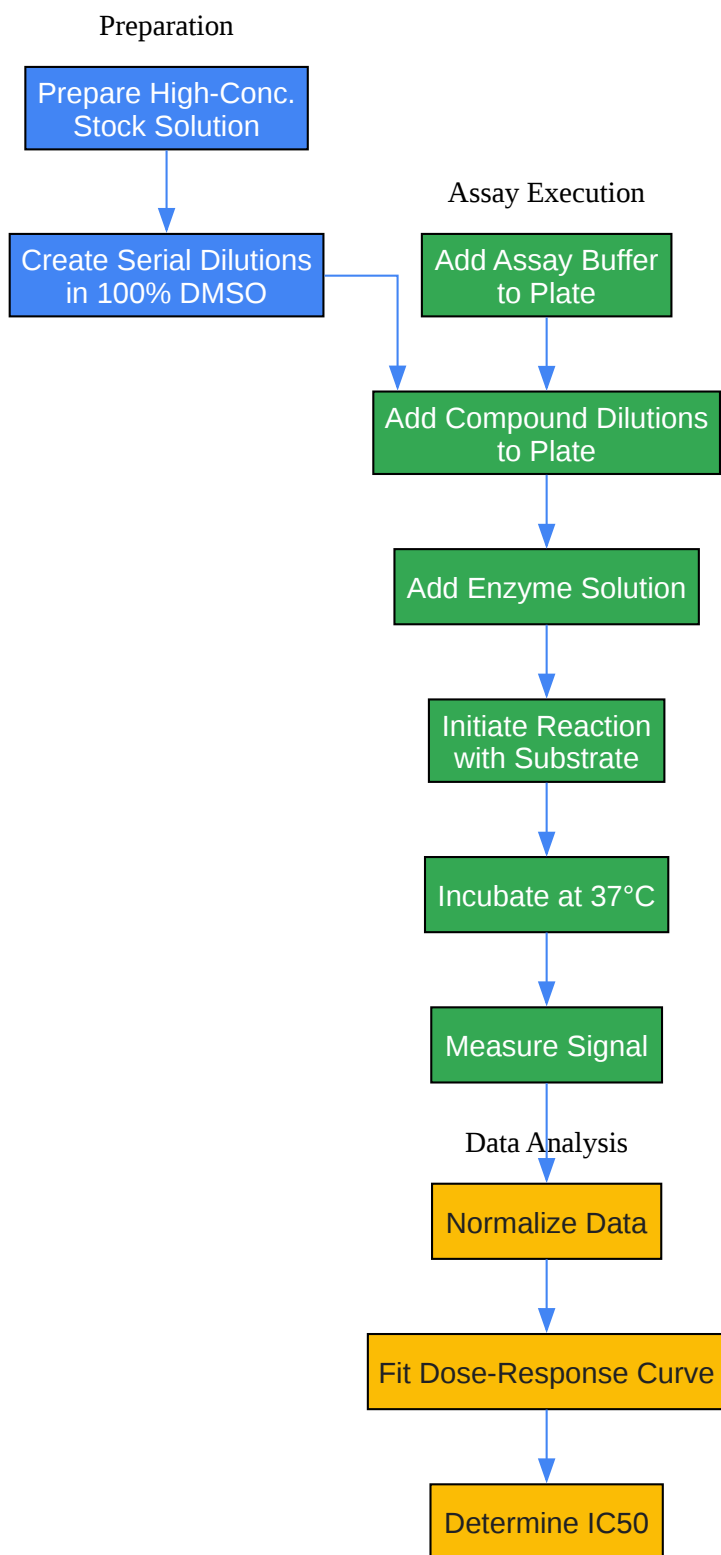 Preparation
Prepare High-Conc.
Stock Solution
Assay Execution
Create Serial Dilutions
in 100% DMSO
Add Assay Buffer
to Plate
Add Compound Dilutions
to Plate
Add Enzyme Solution
Initiate Reaction
with Substrate
Incubate at 37°C
Measure Signal
Data Analysis
Normalize Data
Fit Dose-Response Curve
Determine IC50